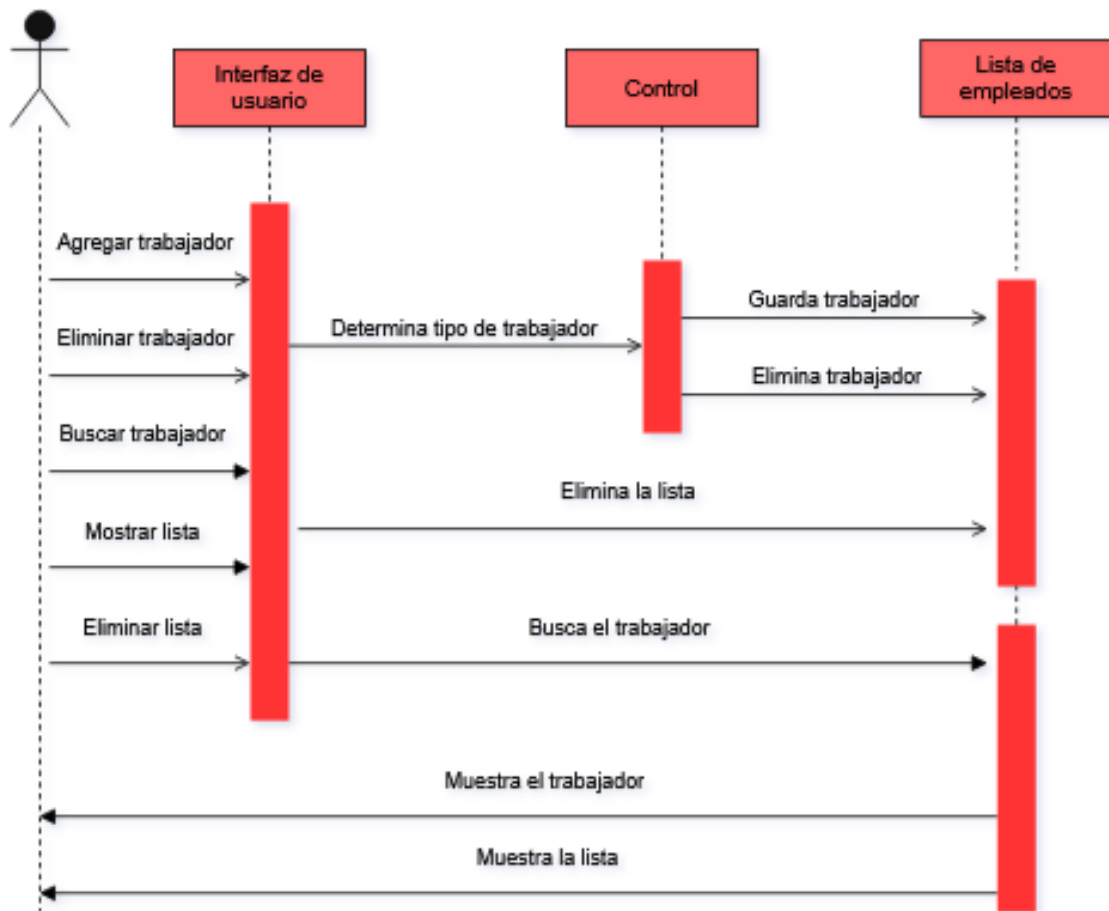 Interfaz de
usuario
Control
Lista de
empleados
Agregar trabajador
Guarda trabajador
Determina tipo de trabajador
Eliminar trabajador
Elimina trabajador
Buscar trabajador
Elimina la lista
Mostrar lista
Eliminar lista
Busca el trabajador
Muestra el trabajador
Muestra la lista